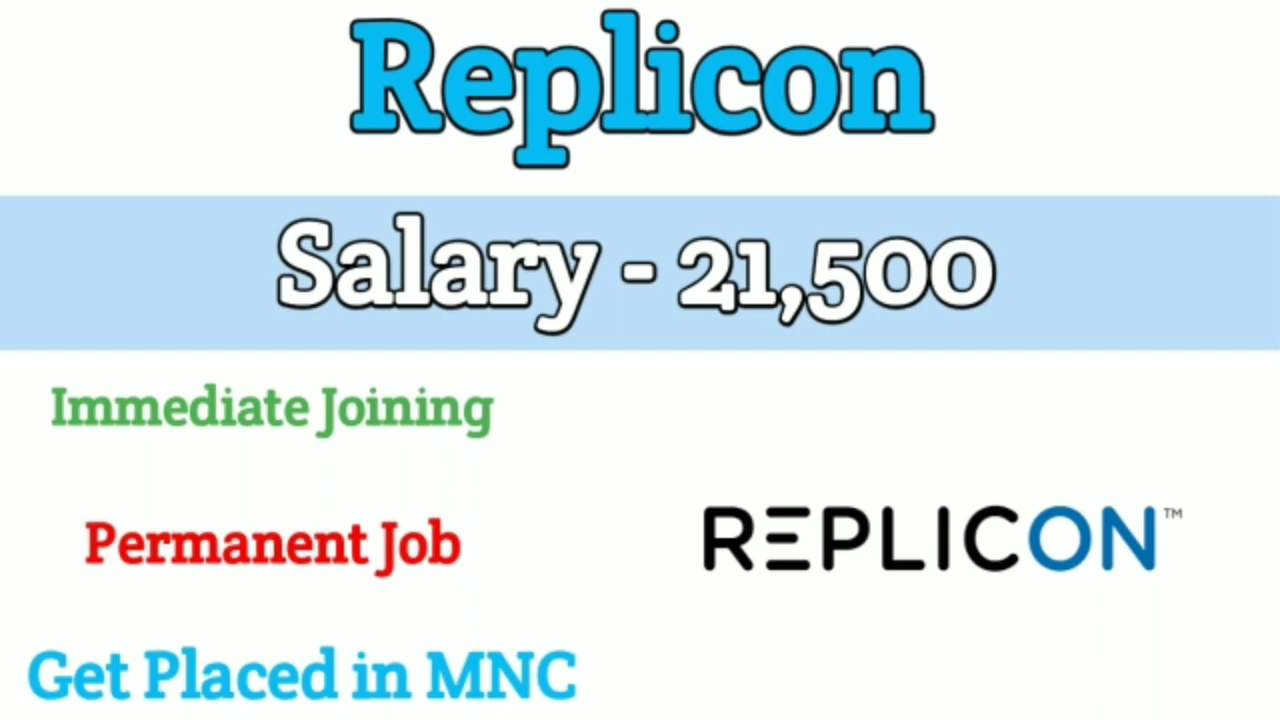 Replicon
Salary - 21,500
Immediate Joining
Permanent Job
REPLICON™
Get Placed in MNC